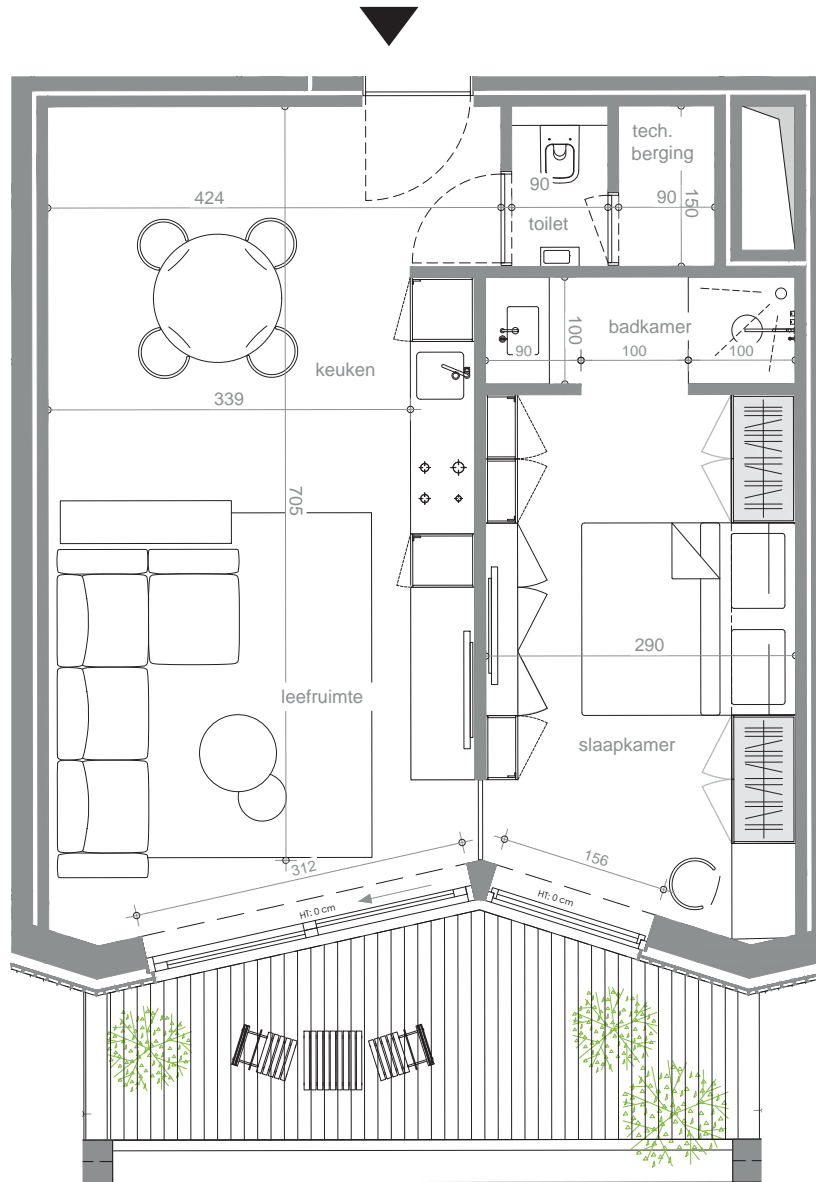 tech.
berging
90
424
90
150
toilet
100
badkamer
90
100
100
keuken
339
705
290
leefruimte
slaapkamer
312
156
HT: 0 cm
HT: 0 cm